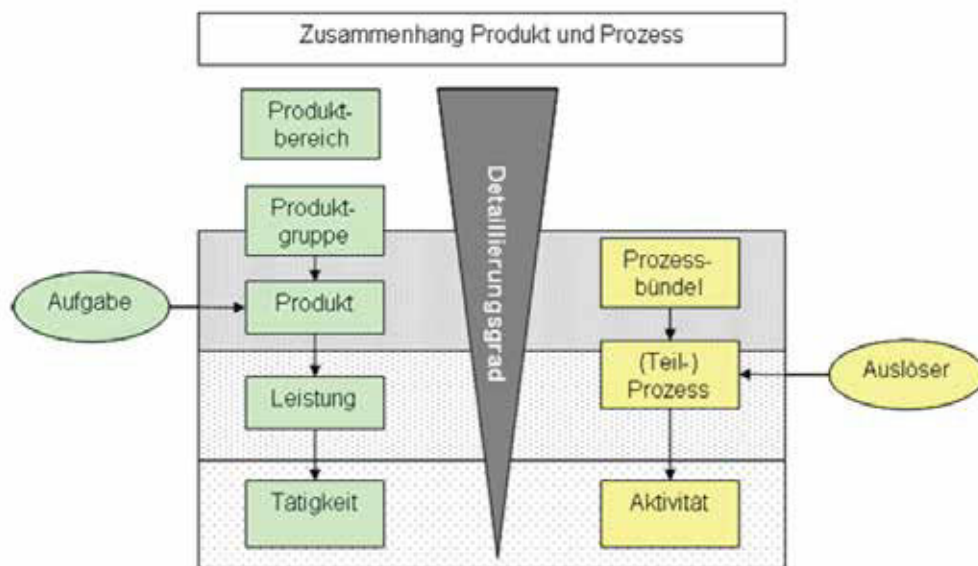 Zusammenhang Produkt und Prozess
Produkt-
bereich
Produkt-
gruppe
Aufgabe
Produkt
Leistung
Tätigkeit
Detaillierungsgrad
Prozess-
bündel
(Teil-)
Prozess
Auslöser
Aktivität